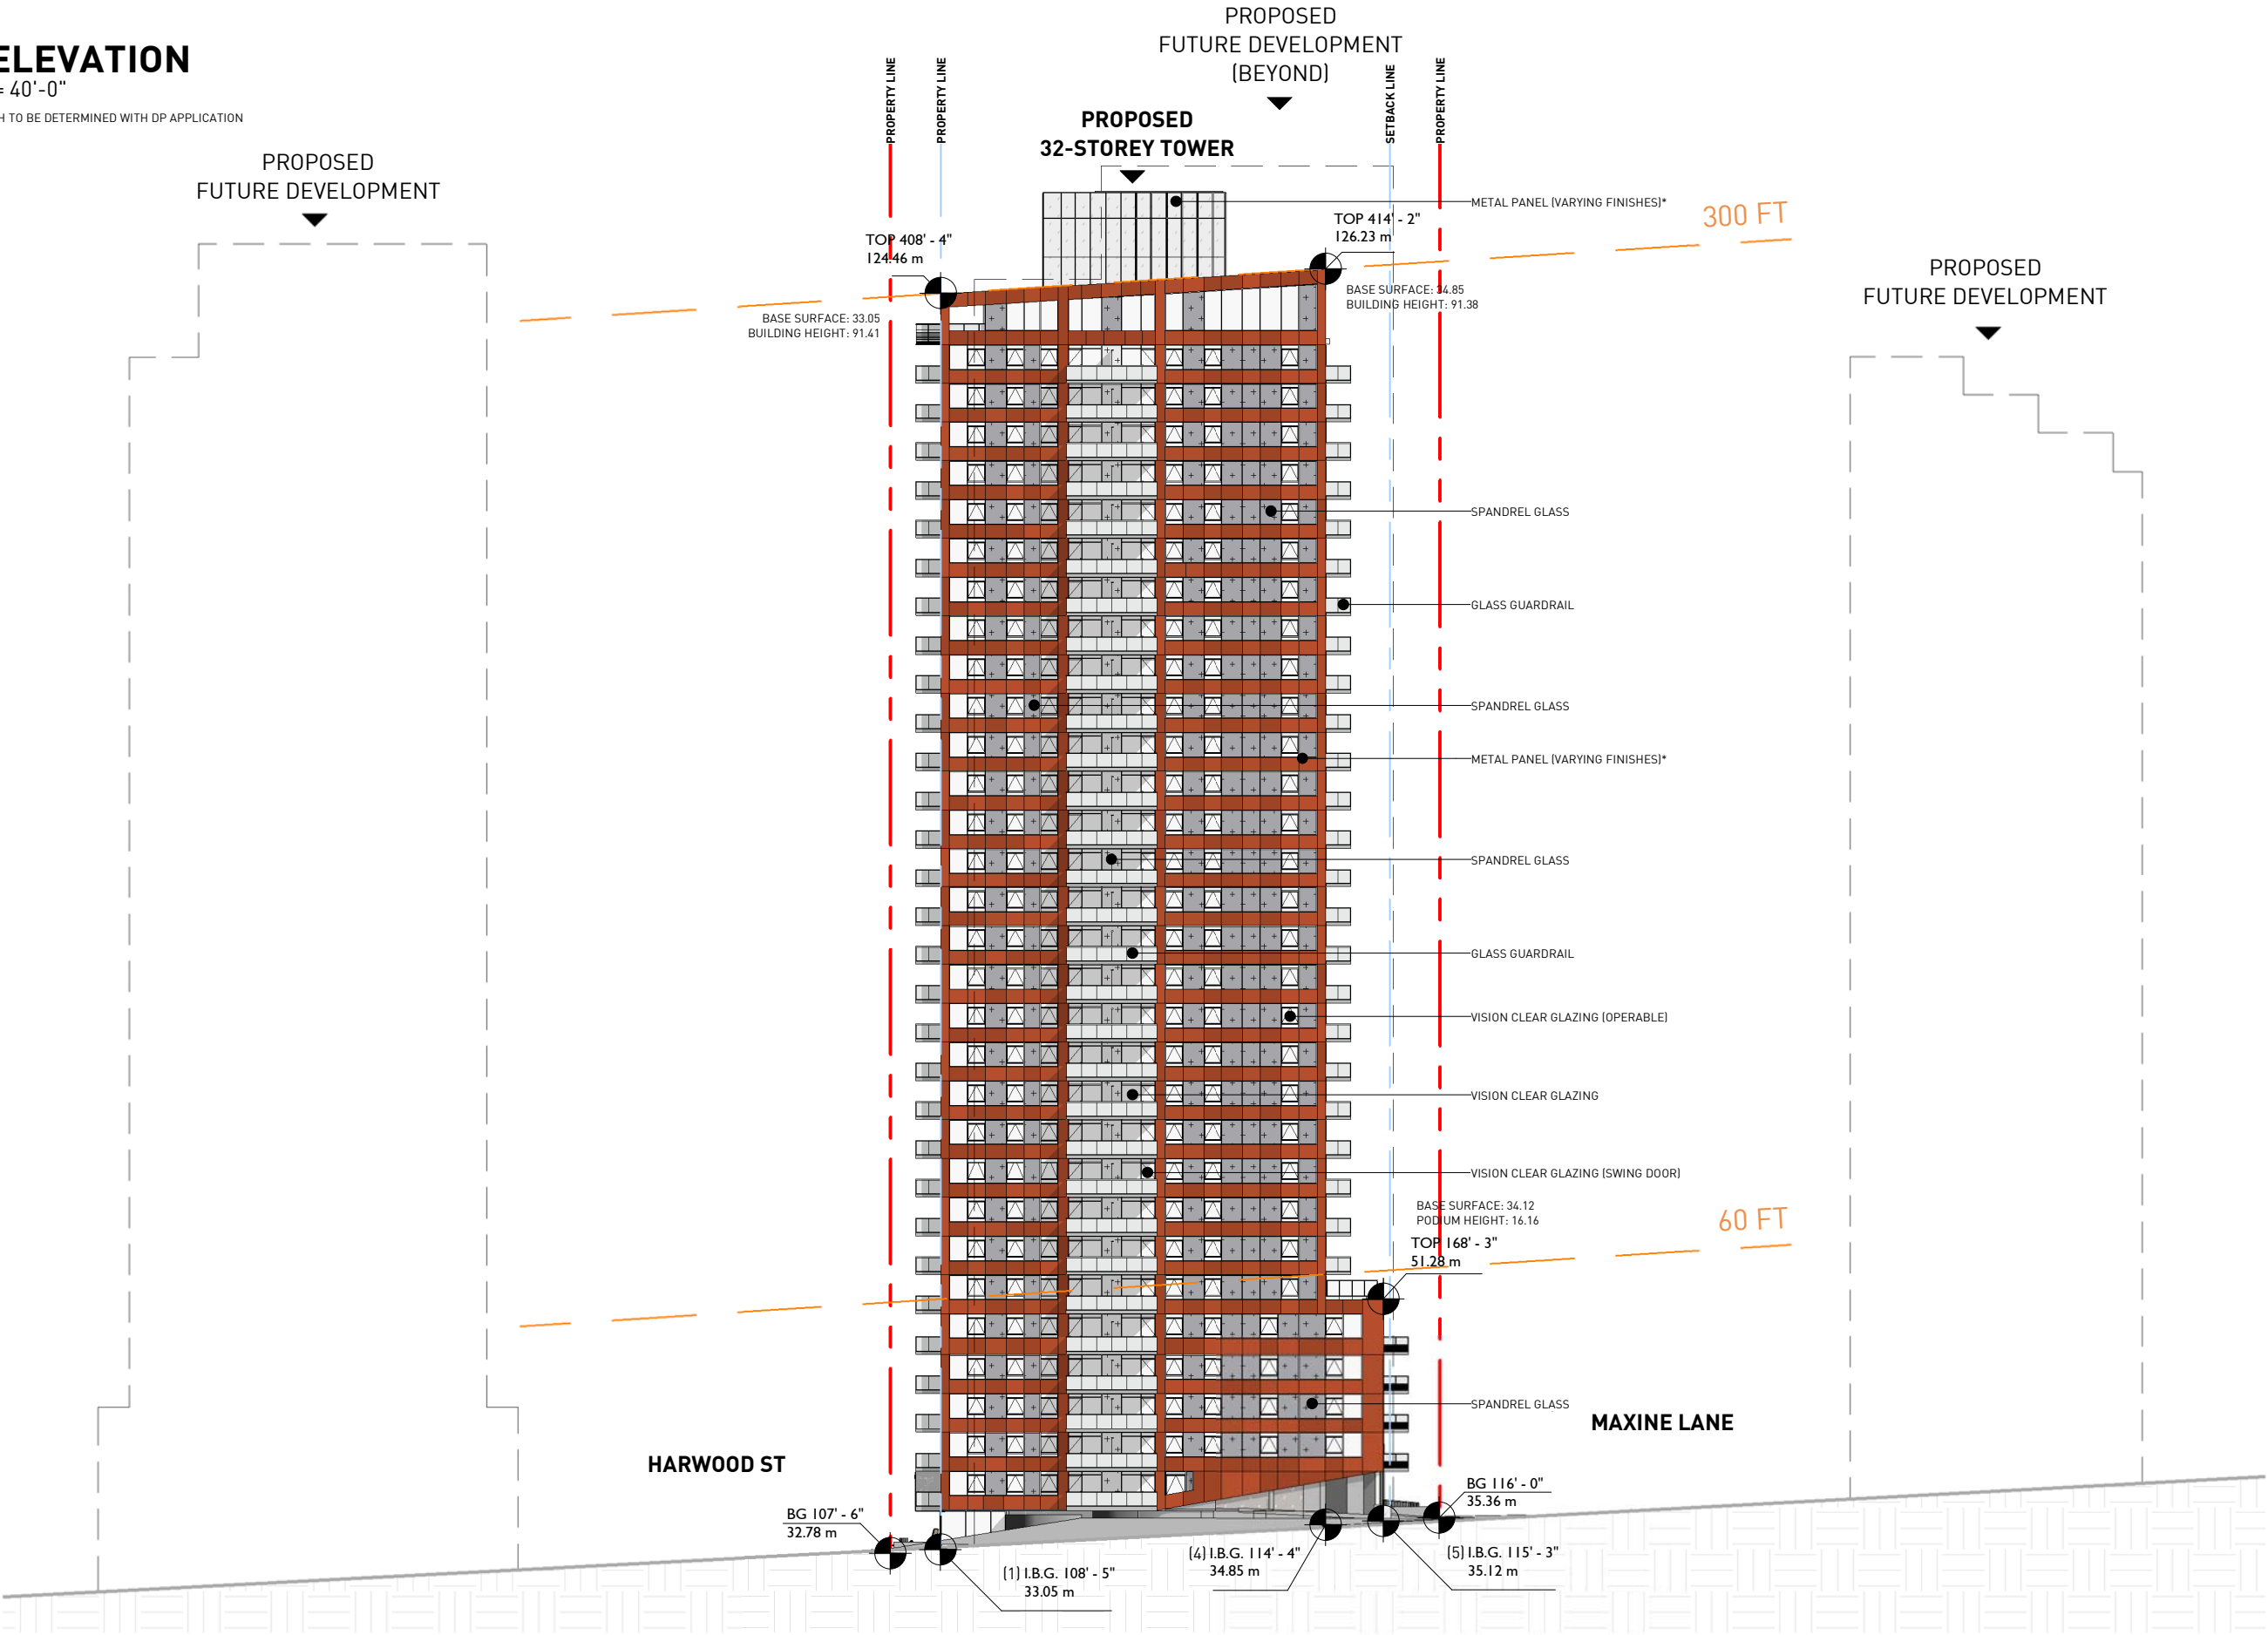 ELEVATION
= 40'-0"
H TO BE DETERMINED WITH DP APPLICATION
PROPOSED
FUTURE DEVELOPMENT
(BEYOND)
PROPERTY LINE
PROPERTY LINE
SETBACK LINE
PROPERTY LINE
PROPOSED
32-STOREY TOWER
PROPOSED
FUTURE DEVELOPMENT
METAL PANEL (VARYING FINISHES)*
300 FT
TOP 414' - 2"
126.23 m
TOP 408' - 4"
124.46 m
PROPOSED
FUTURE DEVELOPMENT
BASE SURFACE: 34.85
BUILDING HEIGHT: 91.38
BASE SURFACE: 33.05
BUILDING HEIGHT: 91.41
SPANDREL GLASS
GLASS GUARDRAIL
SPANDREL GLASS
METAL PANEL (VARYING FINISHES)*
SPANDREL GLASS
GLASS GUARDRAIL
VISION CLEAR GLAZING (OPERABLE)
VISION CLEAR GLAZING
VISION CLEAR GLAZING (SWING DOOR)
BASE SURFACE: 34.12
PODIUM HEIGHT: 16.16
60 FT
TOP 168' - 3"
51.28 m
SPANDREL GLASS
MAXINE LANE
HARWOOD ST
BG 116' - 0"
35.36 m
BG 107' - 6"
32.78 m
(4) I.B.G. 114' - 4"
34.85 m
(5) I.B.G. 115' - 3"
35.12 m
(1) I.B.G. 108' - 5"
33.05 m